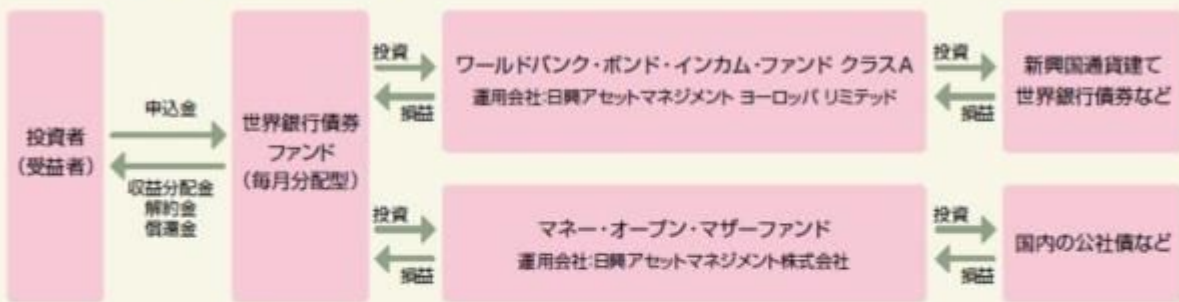 投資者
（受益者）
申込金
収益分配金
解約金
償還金
世界銀行債券
ファンド
（毎月分配型）
投資
損益
ワールドバンク・ボンド・インカム・ファンド クラスA
運用会社:日興アセットマネジメント ヨーロッパ リミテッド
投資
損益
新興国通貨建て
世界銀行債券など
投資
損益
マネー・オープン・マザーファンド
運用会社:日興アセットマネジメント株式会社
投資
損益
国内の公社債など